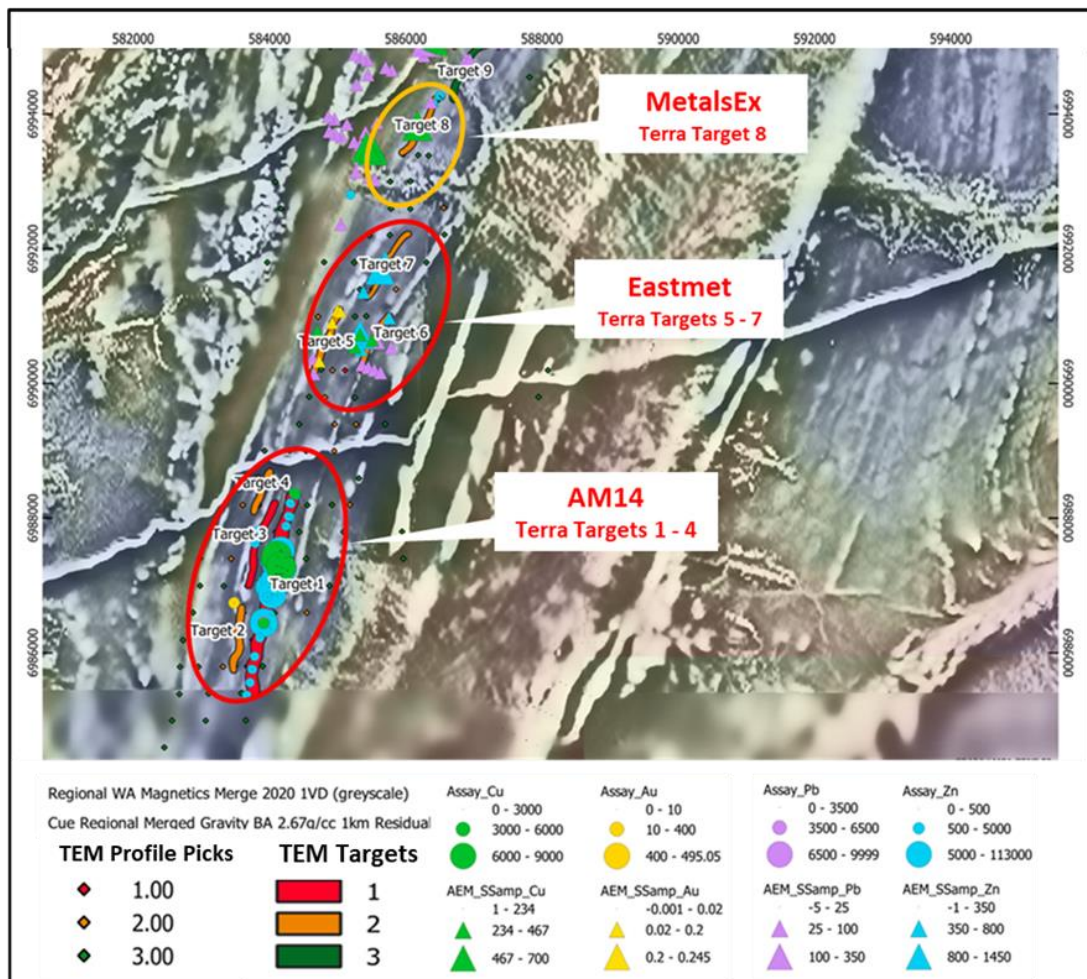 582000 584000 586000 588000 590000 592000 594000
6994000
6992000
6990000
6988000
6986000
6994000
6992000
6990000
6988000
6986000
Target 9
Target 8
MetalsEx
Terra Target 8
Target 7
Target 6
Target 5
Eastmet
Terra Targets 5 - 7
Target 4
Target 3
Target 1
Target 2
AM14
Terra Targets 1 - 4
Regional WA Magnetics Merge 2020 1VD (greyscale)
Cue Regional Merged Gravity BA 2.67g/cc 1km Residual
TEM Profile Picks
1.00
2.00
3.00
TEM Targets
1
2
3
Assay_Cu
0 - 3000
3000 - 6000
6000 - 9000
AEM_SSamp_Cu
1 - 234
234 - 467
467 - 700
Assay_Au
0 - 10
10 - 400
400 - 495.05
AEM_SSamp_Au
-0.001 - 0.02
0.02 - 0.2
0.2 - 0.245
Assay_Pb
0 - 3500
3500 - 6500
6500 - 9999
AEM_SSamp_Pb
-5 - 25
25 - 100
100 - 350
Assay_Zn
0 - 500
500 - 5000
5000 - 113000
AEM_SSamp_Zn
-1 - 350
350 - 800
800 - 1450